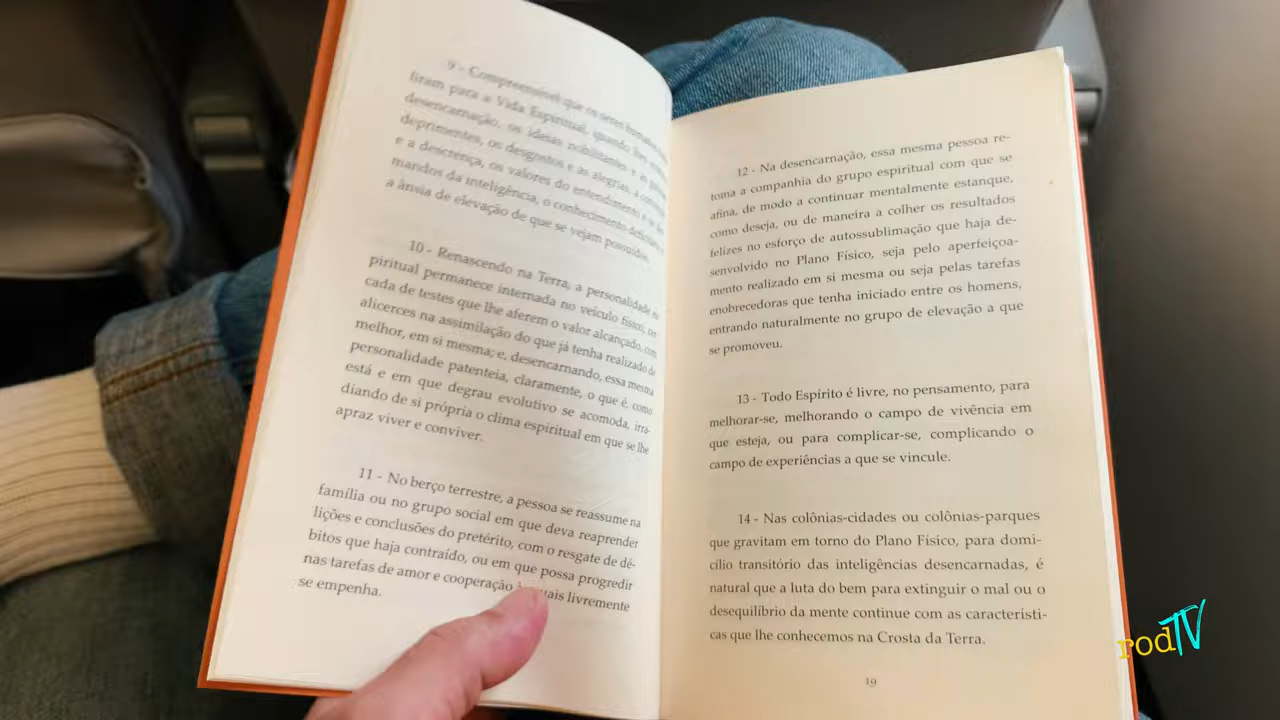 9 - Compreensível que os seres humanos
firam para a Vida Espiritual, quando
desencarnação, os ideias nobilitantes e as
deprimentes, os desgostos e as alegrias, a
e a descrença, os valores do entendimento e
mandos da inteligência, o conhecimento
a ânsia de elevação de que se vejam possuídos.
10 - Renascendo na Terra, a personalidade
piritual permanece internada no veículo físico,
cada de testes que lhe aferem o valor alcançado, com
alicerces na assimilação do que já tenha realizado de
melhor, em si mesma; e, desencarnando, essa mesma
personalidade patenteia, claramente, o que é, como
está e em que degrau evolutivo se acomoda, irra-
diando de si própria o clima espiritual em que se lhe
apraz viver e conviver.
11 - No berço terrestre, a pessoa se reassume na
família ou no grupo social em que deva reaprender
lições e conclusões do pretérito, com o resgate de dé-
bitos que haja contraído, ou em que possa progredir
nas tarefas de amor e cooperação livremente
se empenha.
12 - Na desencarnação, essa mesma pessoa re-
toma a companhia do grupo espiritual com que se
afina, de modo a continuar mentalmente estanque,
como deseja, ou de maneira a colher os resultados
felizes no esforço de autossublimação que haja de-
senvolvido no Plano Físico, seja pelo aperfeiçoa-
mento realizado em si mesma ou seja pelas tarefas
enobrecedoras que tenha iniciado entre os homens,
entrando naturalmente no grupo de elevação a que
se promoveu.
13 - Todo Espírito é livre, no pensamento, para
melhorar-se, melhorando o campo de vivência em
que esteja, ou para complicar-se, complicando o
campo de experiências a que se vincule.
14 - Nas colônias-cidades ou colônias-parques
que gravitam em torno do Plano Físico, para domi-
cílio transitório das inteligências desencarnadas, é
natural que a luta do bem para extinguir o mal ou o
desequilíbrio da mente continue com as característi-
cas que lhe conhecemos na Crosta da Terra.
19
rodTV